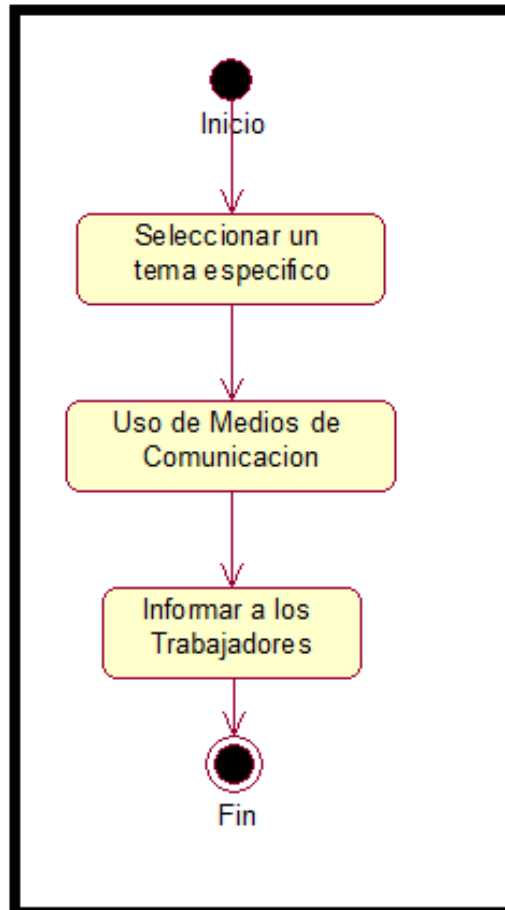 Inicio
Seleccionar un
tema especifico
Uso de Medios de
Comunicacion
Informar a los
Trabajadores
Fin